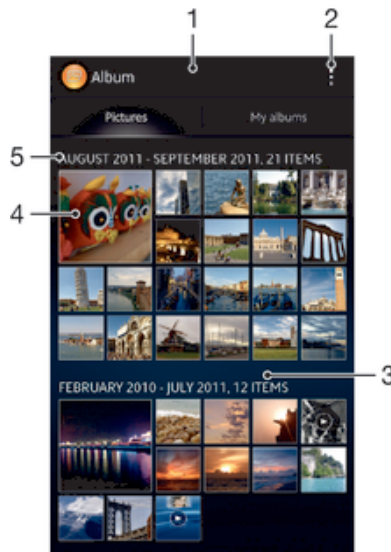 1
2
Album
Pictures
My albums
5
AUGUST 2011 - SEPTEMBER 2011, 21 ITEMS
4
3
FEBRUARY 2010 - JULY 2011, 12 ITEMS